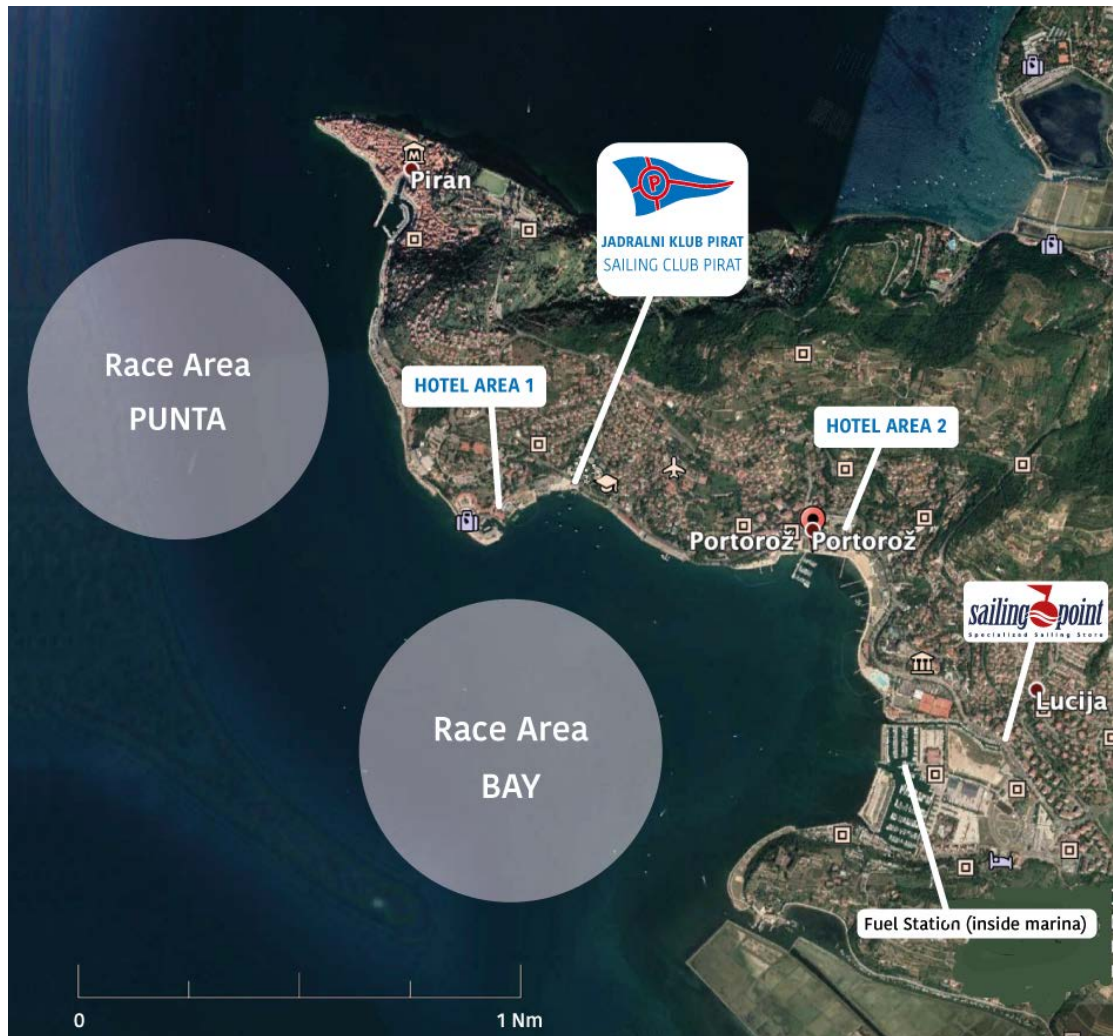 M
Piran
P
JADRALNI KLUB PIRAT
SAILING CLUB PIRAT
Race Area
PUNTA
HOTEL AREA 1
HOTEL AREA 2
Portorož
Portorož
sailing point
Specialized Sailing Store
Lucija
Race Area
BAY
Fuel Station (inside marina)
0
1 Nm